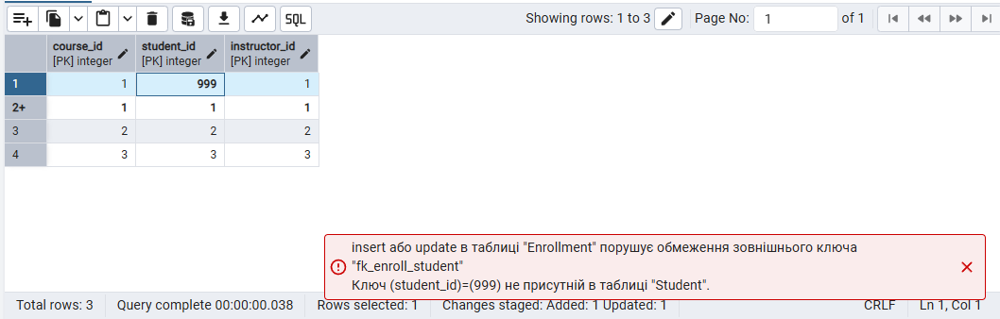 SQL
Showing rows: 1 to 3
Page No: 1 of 1
course_id student_id instructor_id
[PK] integer [PK] integer [PK] integer
1 1 999 1
2+ 1 1 1
3 2 2 2
4 3 3 3
insert або update в таблиці "Enrollment" порушує обмеження зовнішнього ключа
"fk_enroll_student"
Ключ (student_id)=(999) не присутній в таблиці "Student".
Total rows: 3 Query complete 00:00:00.038 Rows selected: 1 Changes staged: Added: 1 Updated: 1 CRLF Ln 1, Col 1